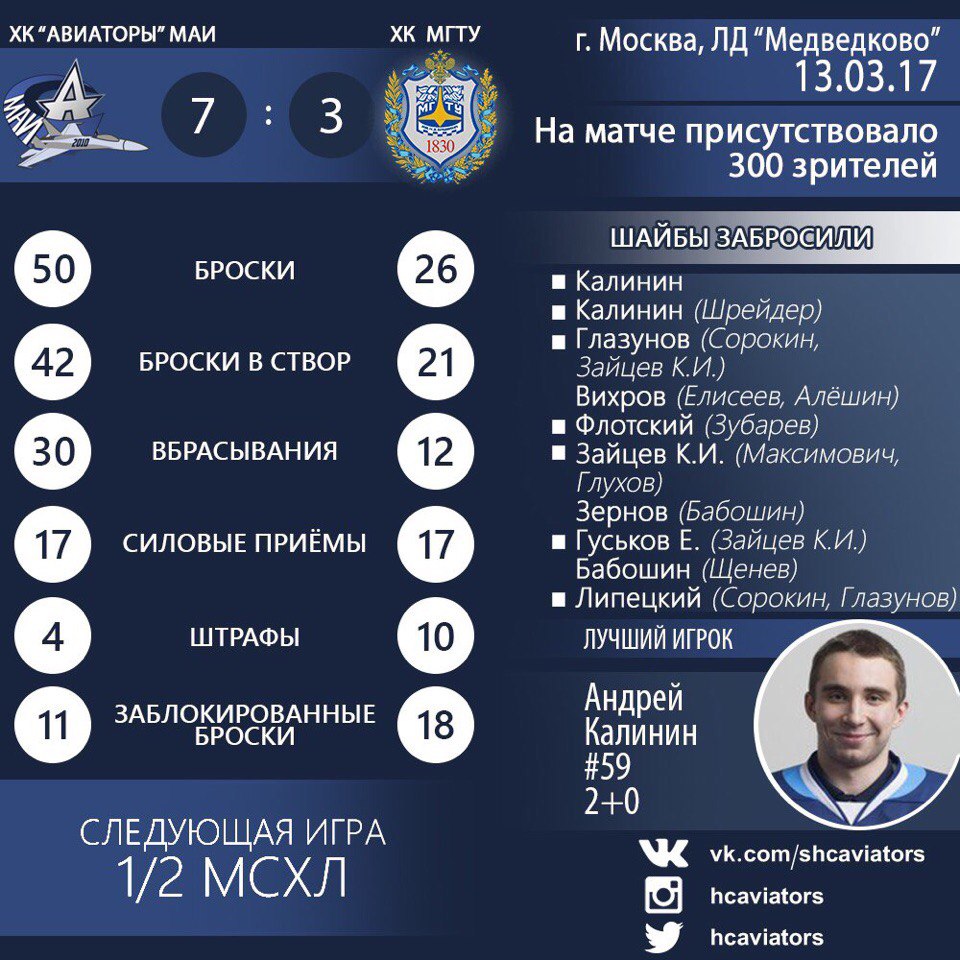 ХК "АВИАТОРЫ" МАИ
ХК МГТУ
МАИ
А
2010
7 : 3
МГТУ
1830
г. Москва, ЛД "Медведково"
13.03.17
На матче присутствовало
300 зрителей
50 БРОСКИ 26
42 БРОСКИ В СТВОР 21
30 ВБРАСЫВАНИЯ 12
17 СИЛОВЫЕ ПРИЁМЫ 17
4 ШТРАФЫ 10
11 ЗАБЛОКИРОВАННЫЕ
БРОСКИ 18
СЛЕДУЮЩАЯ ИГРА
1/2 МСХЛ
ШАЙБЫ ЗАБРОСИЛИ
Калинин
Калинин (Шрейдер)
Глазунов (Сорокин,
Зайцев К.И.)
Вихров (Елисеев, Алёшин)
Флотский (Зубарев)
Зайцев К.И. (Максимович,
Глухов)
Зернов (Бабошин)
Гуськов Е. (Зайцев К.И.)
Бабошин (Щенев)
Липецкий (Сорокин, Глазунов)
ЛУЧШИЙ ИГРОК
Андрей
Калинин
#59
2+0
vk.com/shcaviators
hcaviators
hcaviators